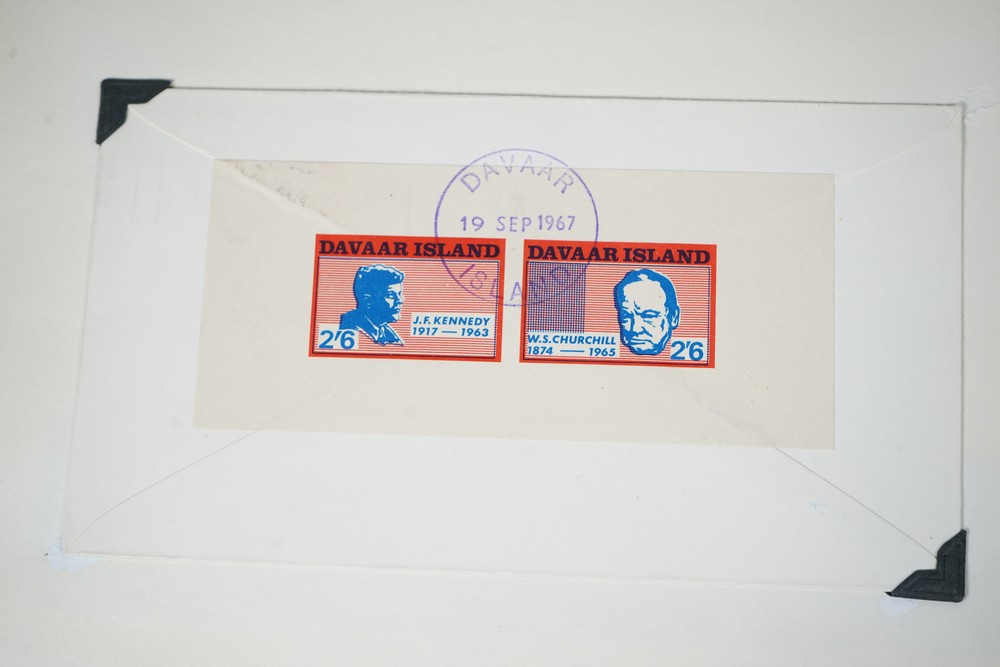 DAVAAR
19 SEP 1967
ISLAND
DAVAAR ISLAND
J.F. KENNEDY
1917 — 1963
2'6
DAVAAR ISLAND
W.S. CHURCHILL
1874 — 1965
2'6